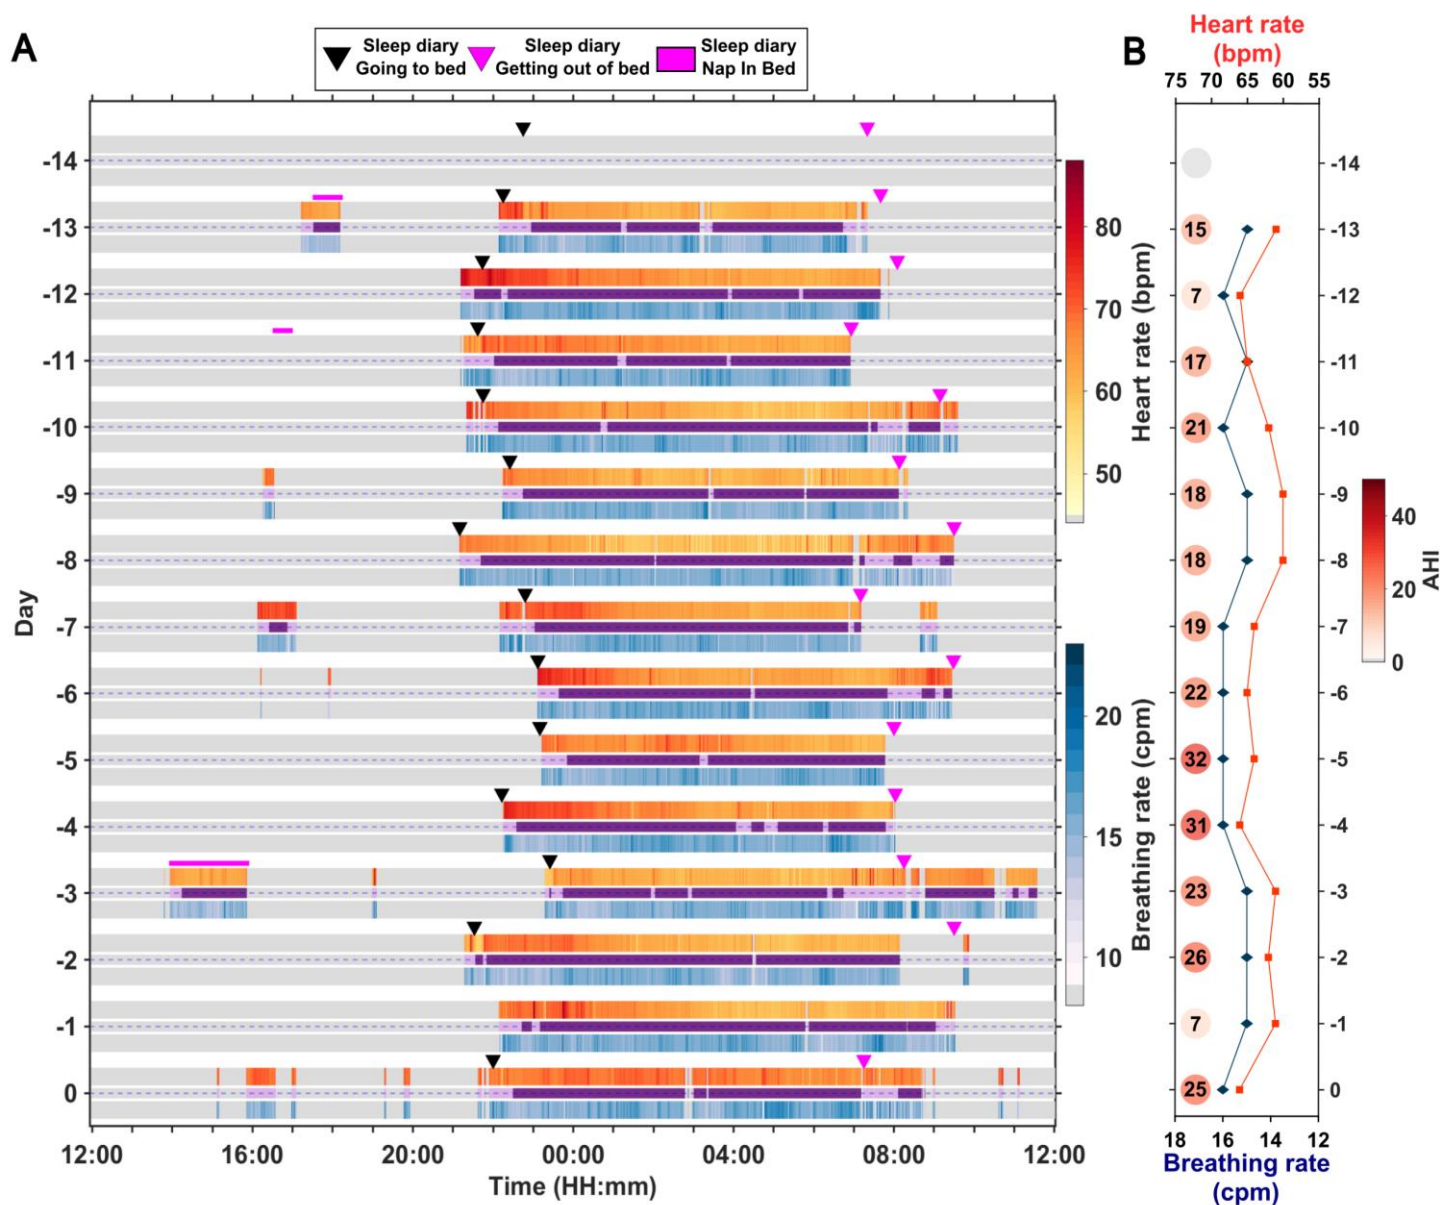 A
Sleep diary
Going to bed
Sleep diary
Getting out of bed
Sleep diary
Nap In Bed
B
Heart rate
(bpm)
75 70 65 60 55
Day
-14
-13
-12
-11
-10
-9
-8
-7
-6
-5
-4
-3
-2
-1
0
12:00 16:00 20:00 00:00 04:00 08:00 12:00
Time (HH:mm)
80
70
60
50
Heart rate (bpm)
20
15
10
Breathing rate (cpm)
-14
15 -13
7 -12
17 -11
21 -10
18 -9
18 -8
19 -7
22 -6
32 -5
31 -4
23 -3
26 -2
7 -1
25 0
18 16 14 12
Breathing rate
(cpm)
40
20
0
AHI